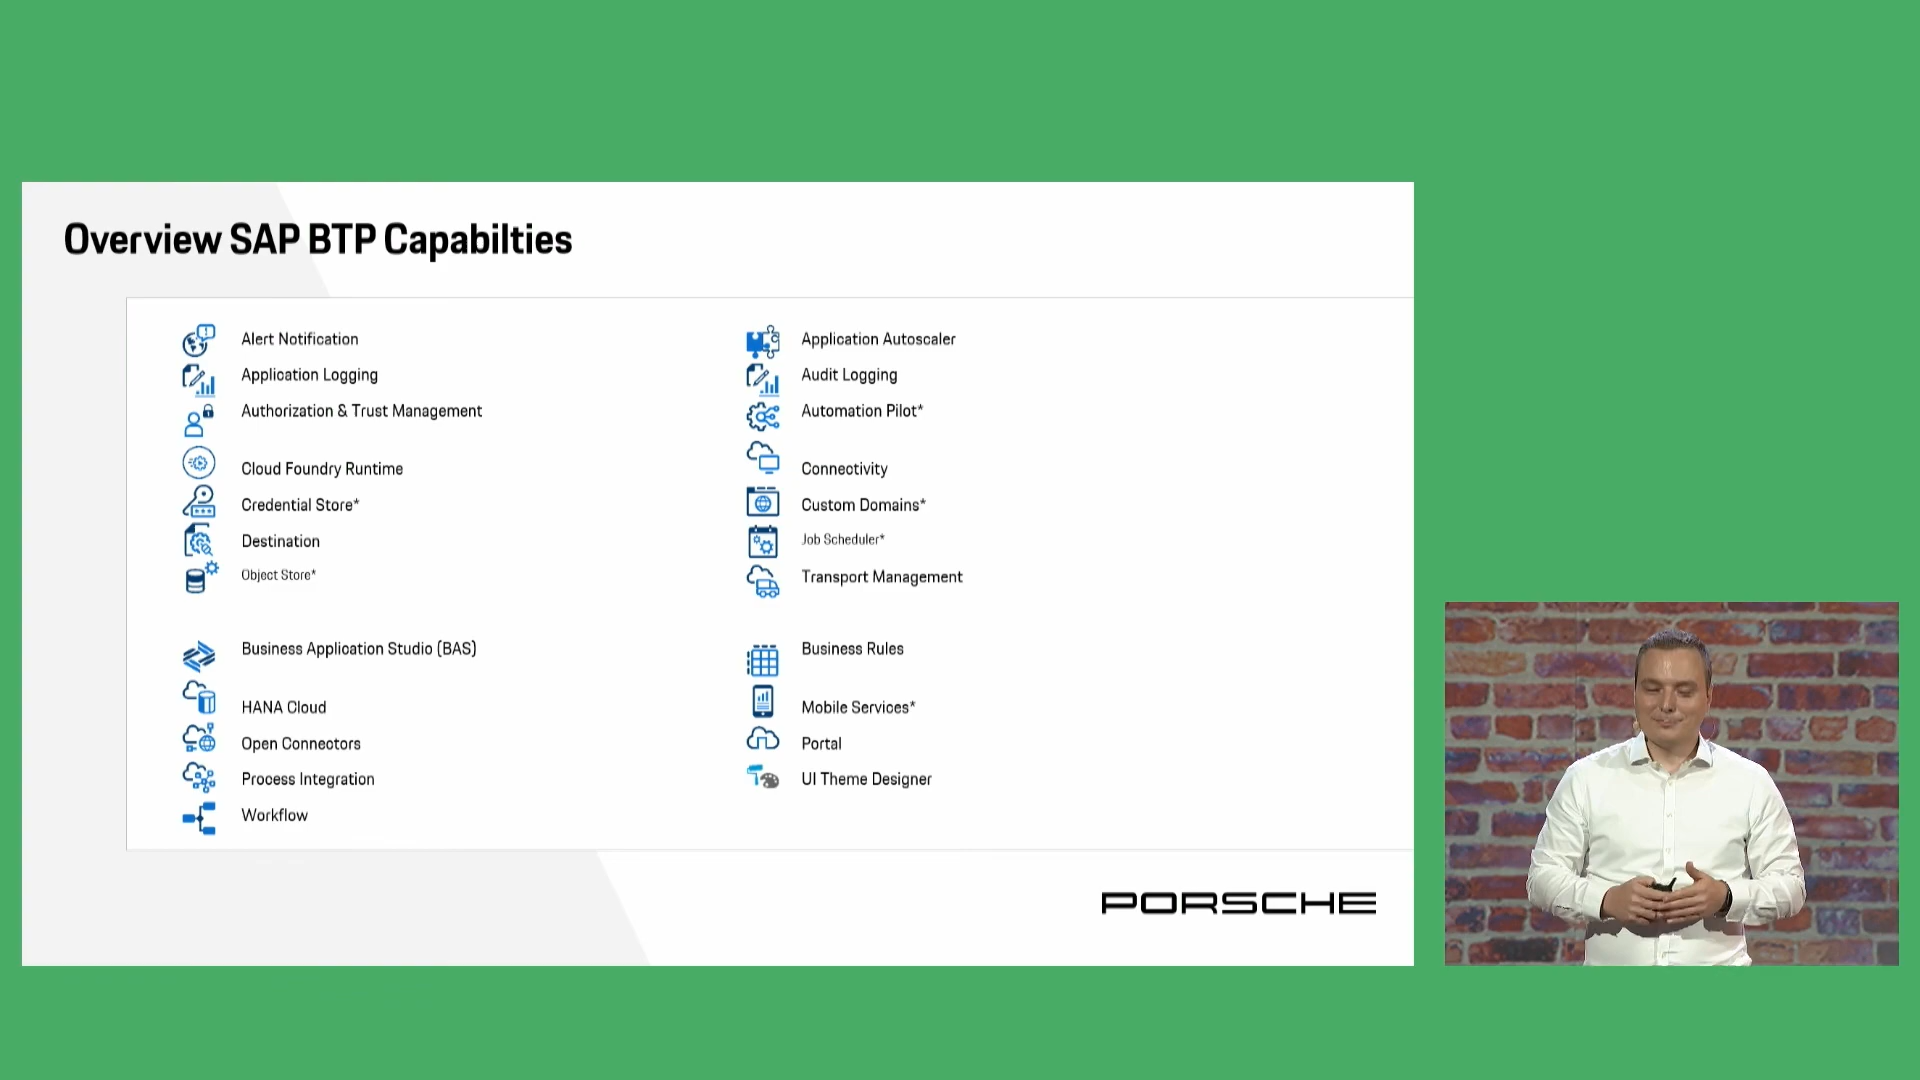 Overview SAP BTP Capabilties
Alert Notification
Application Logging
Authorization & Trust Management
Cloud Foundry Runtime
Credential Store*
Destination
Object Store*
Business Application Studio (BAS)
HANA Cloud
Open Connectors
Process Integration
Workflow
Application Autoscaler
Audit Logging
Automation Pilot*
Connectivity
Custom Domains*
Job Scheduler*
Transport Management
Business Rules
Mobile Services*
Portal
UI Theme Designer
PORSCHE